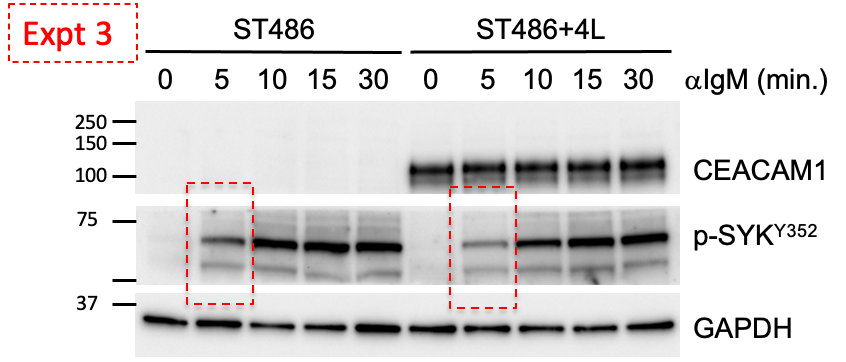 Expt 3
ST486 ST486+4L
0 5 10 15 30 0 5 10 15 30 αIgM (min.)
250
150
100
CEACAM1
75
p-SYKY352
37
GAPDH